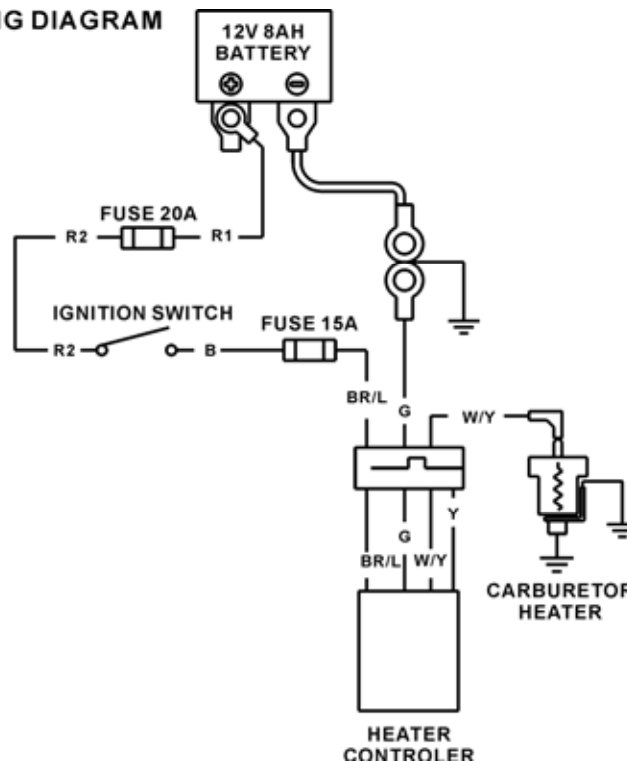 NG DIAGRAM
12V 8AH
BATTERY
FUSE 20A
R2
R1
IGNITION SWITCH
FUSE 15A
R2
B
BR/L
G
W/Y
Y
G
BR/L
W/Y
CARBURETOR
HEATER
HEATER
CONTROLER